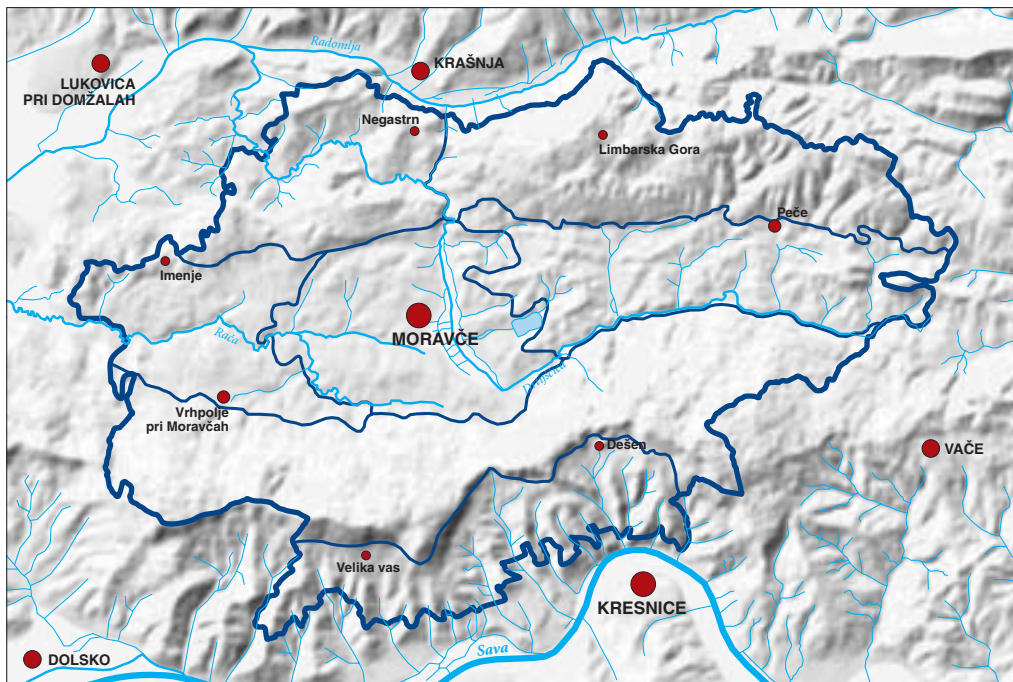 Radomlja
KRAŠNJA
LUKOVICA
PRI DOMŽALAH
Negastrn
Limbarska Gora
Peče
Imenje
MORAVČE
Rača
Drtijščica
Vrhpolje
pri Moravčah
Dešen
VAČE
Velika vas
KRESNICE
Sava
DOLSKO